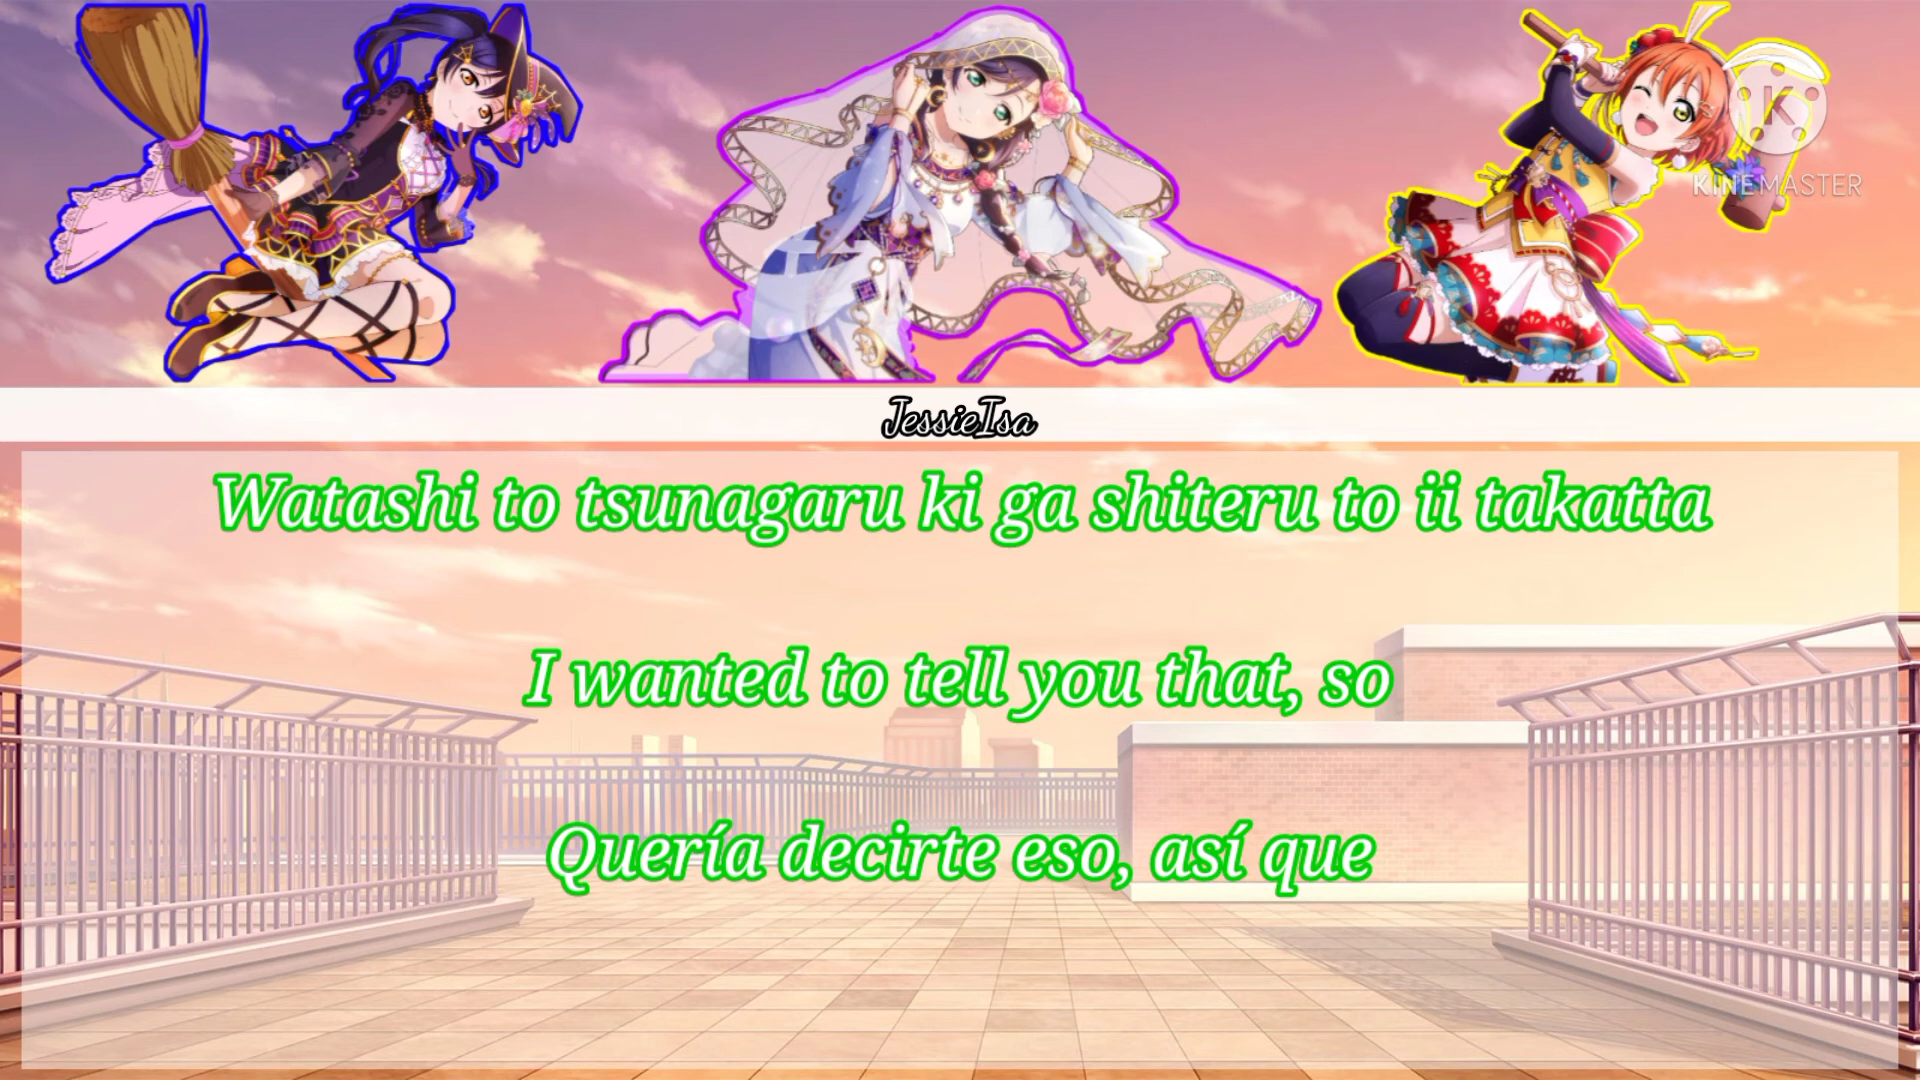 KINEMASTER
JessieIsa
Watashi to tsunagaru ki ga shiteru to ii takatta
I wanted to tell you that, so
Quería decirte eso, así que